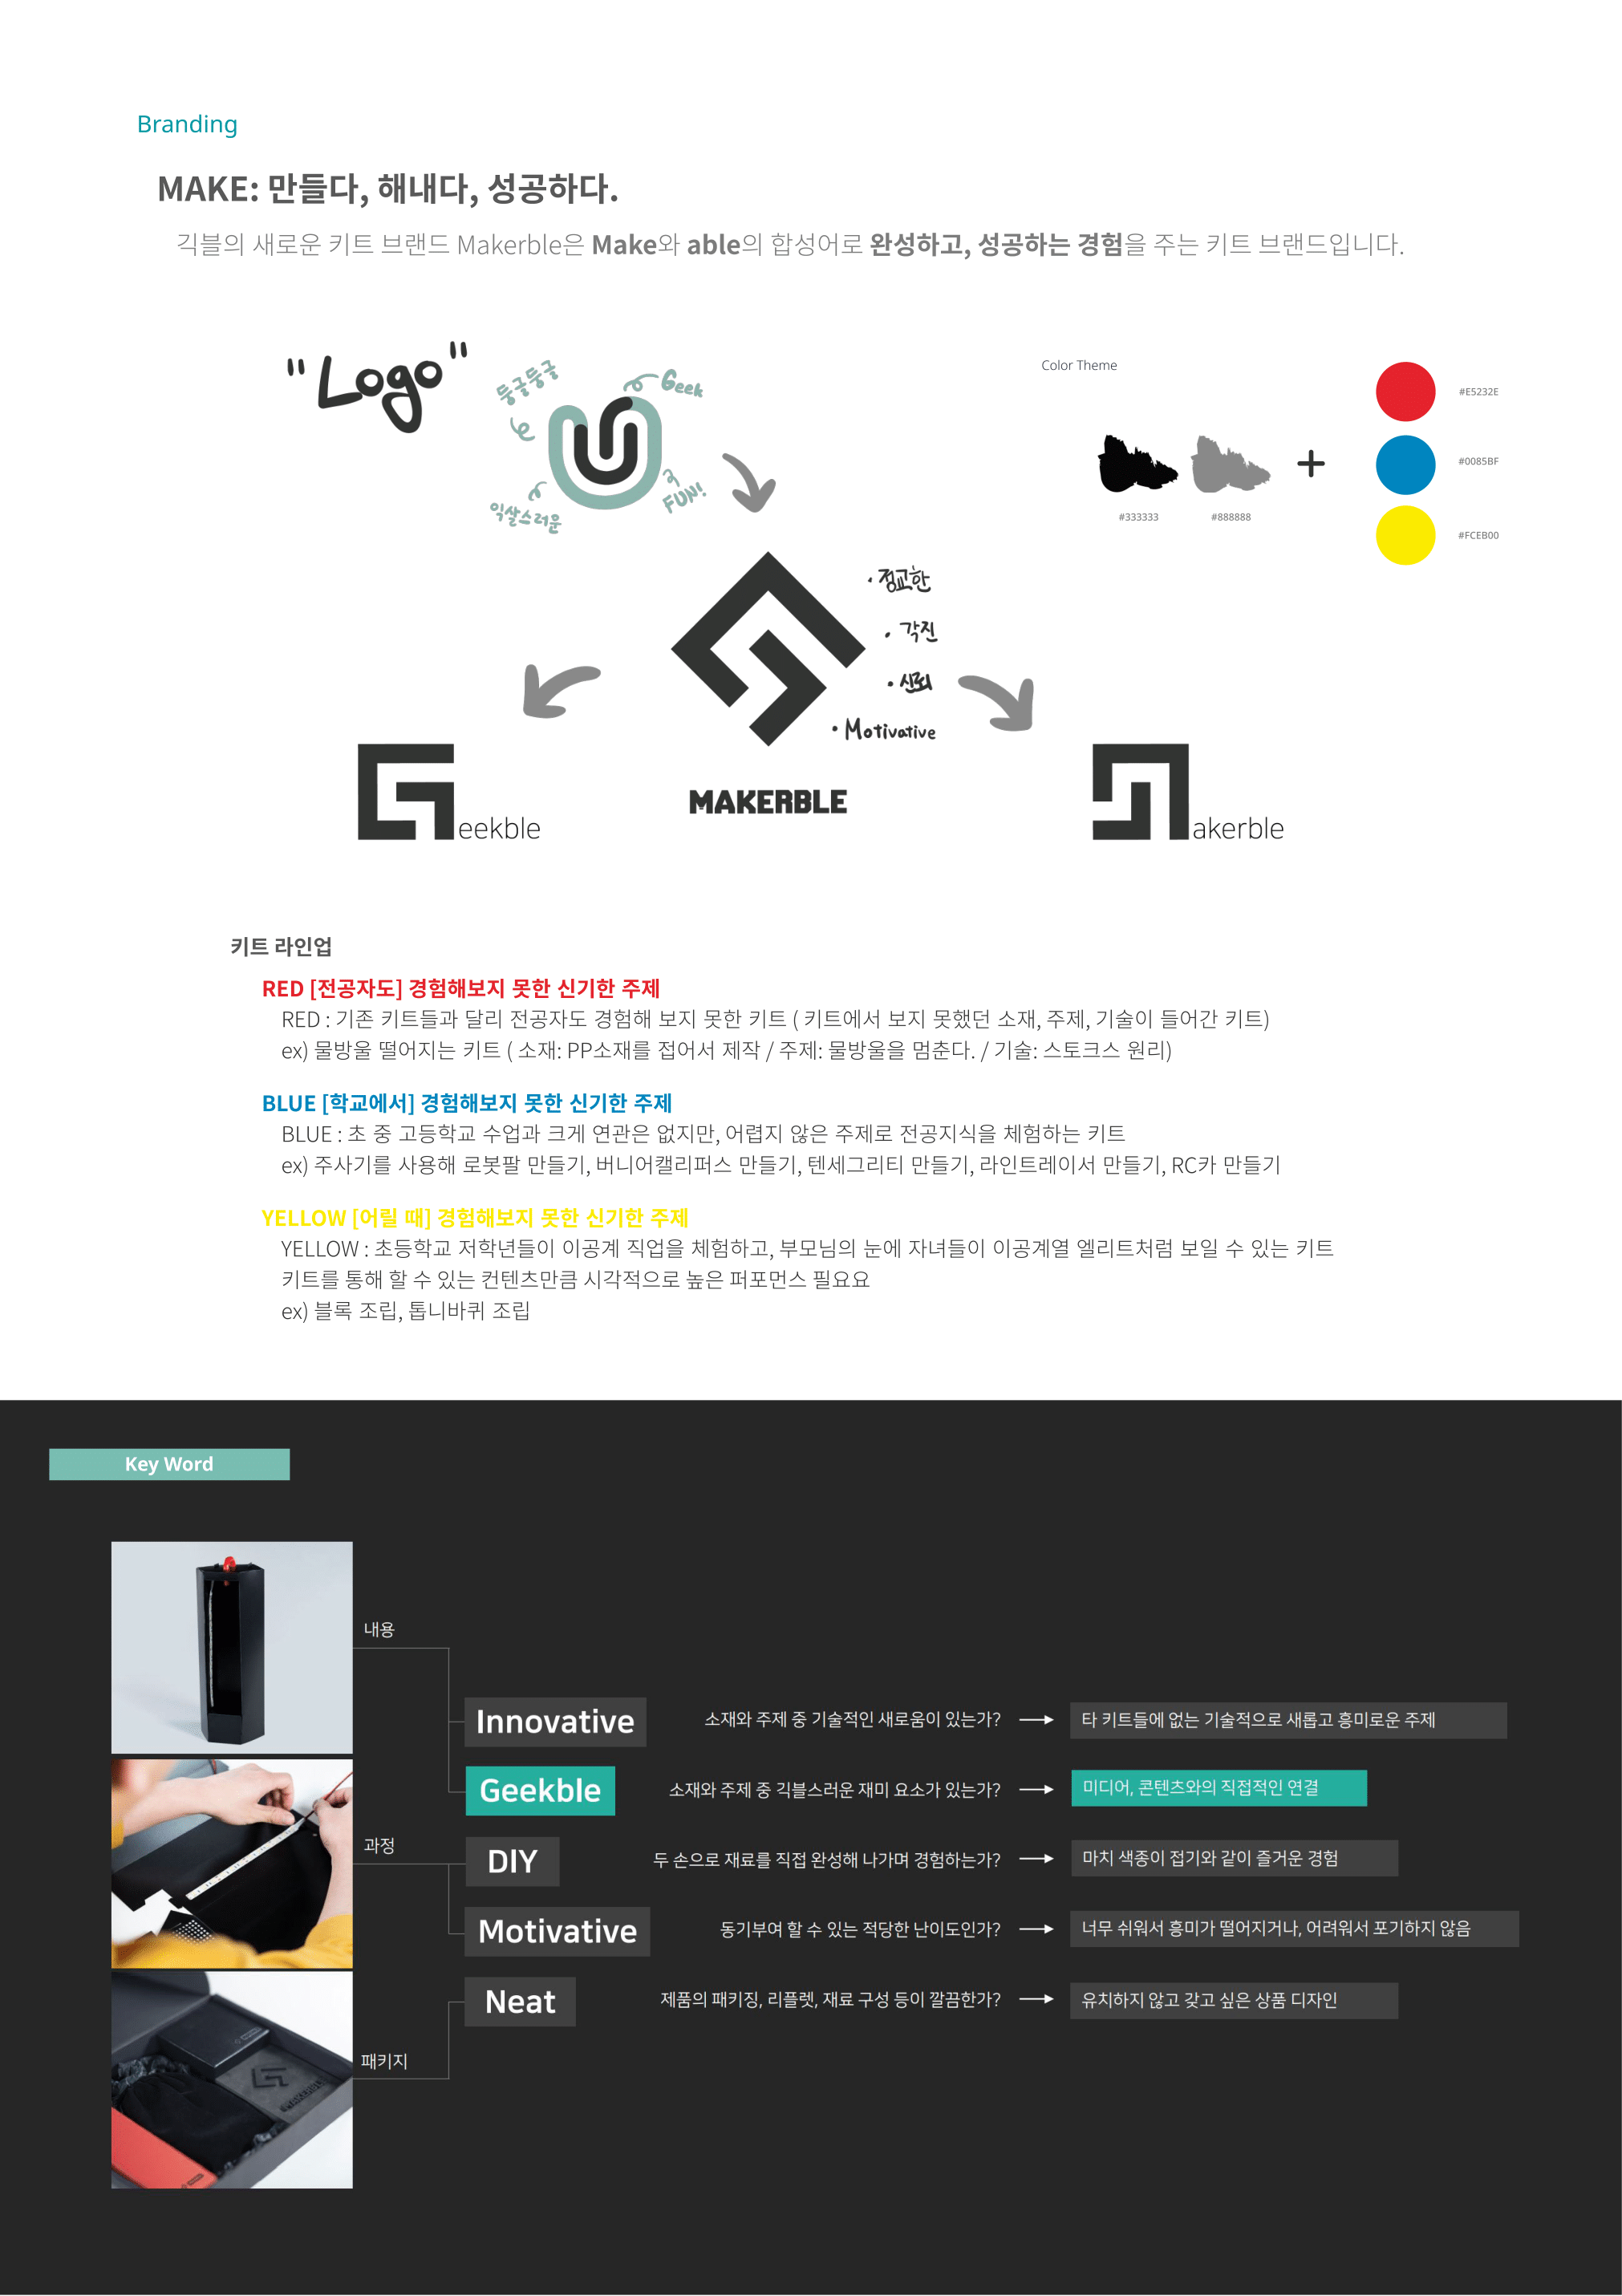 Branding
MAKE: 만들다, 해내다, 성공하다.
긱블의 새로운 키트 브랜드 Makerble은 Make와 able의 합성어로 완성하고, 성공하는 경험을 주는 키트 브랜드입니다.
"Logo"
둥글둥글
Geek
익살스러운
FUN!
Color Theme
#E5232E
#0085BF
#FCEB00
#333333
#888888
· 정교한
· 각진
· 신뢰
· Motivative
MAKERBLE
Geekble
akerble
키트 라인업
RED [전공자도] 경험해보지 못한 신기한 주제
RED : 기존 키트들과 달리 전공자도 경험해 보지 못한 키트 ( 키트에서 보지 못했던 소재, 주제, 기술이 들어간 키트)
ex) 물방울 떨어지는 키트 ( 소재: PP소재를 접어서 제작 / 주제: 물방울을 멈춘다. / 기술: 스토크스 원리)
BLUE [학교에서] 경험해보지 못한 신기한 주제
BLUE : 초 중 고등학교 수업과 크게 연관은 없지만, 어렵지 않은 주제로 전공지식을 체험하는 키트
ex) 주사기를 사용해 로봇팔 만들기, 버니어캘리퍼스 만들기, 텐세그리티 만들기, 라인트레이서 만들기, RC카 만들기
YELLOW [어릴 때] 경험해보지 못한 신기한 주제
YELLOW : 초등학교 저학년들이 이공계 직업을 체험하고, 부모님의 눈에 자녀들이 이공계열 엘리트처럼 보일 수 있는 키트
키트를 통해 할 수 있는 컨텐츠만큼 시각적으로 높은 퍼포먼스 필요요
ex) 블록 조립, 톱니바퀴 조립
Key Word
내용
Innovative 소재와 주제 중 기술적인 새로움이 있는가? → 타 키트들에 없는 기술적으로 새롭고 흥미로운 주제
Geekble 소재와 주제 중 긱블스러운 재미 요소가 있는가? → 미디어, 콘텐츠와의 직접적인 연결
과정
DIY 두 손으로 재료를 직접 완성해 나가며 경험하는가? → 마치 색종이 접기와 같이 즐거운 경험
Motivative 동기부여 할 수 있는 적당한 난이도인가? → 너무 쉬워서 흥미가 떨어지거나, 어려워서 포기하지 않음
Neat 제품의 패키징, 리플렛, 재료 구성 등이 깔끔한가? → 유치하지 않고 갖고 싶은 상품 디자인
패키지
MAKERBLE